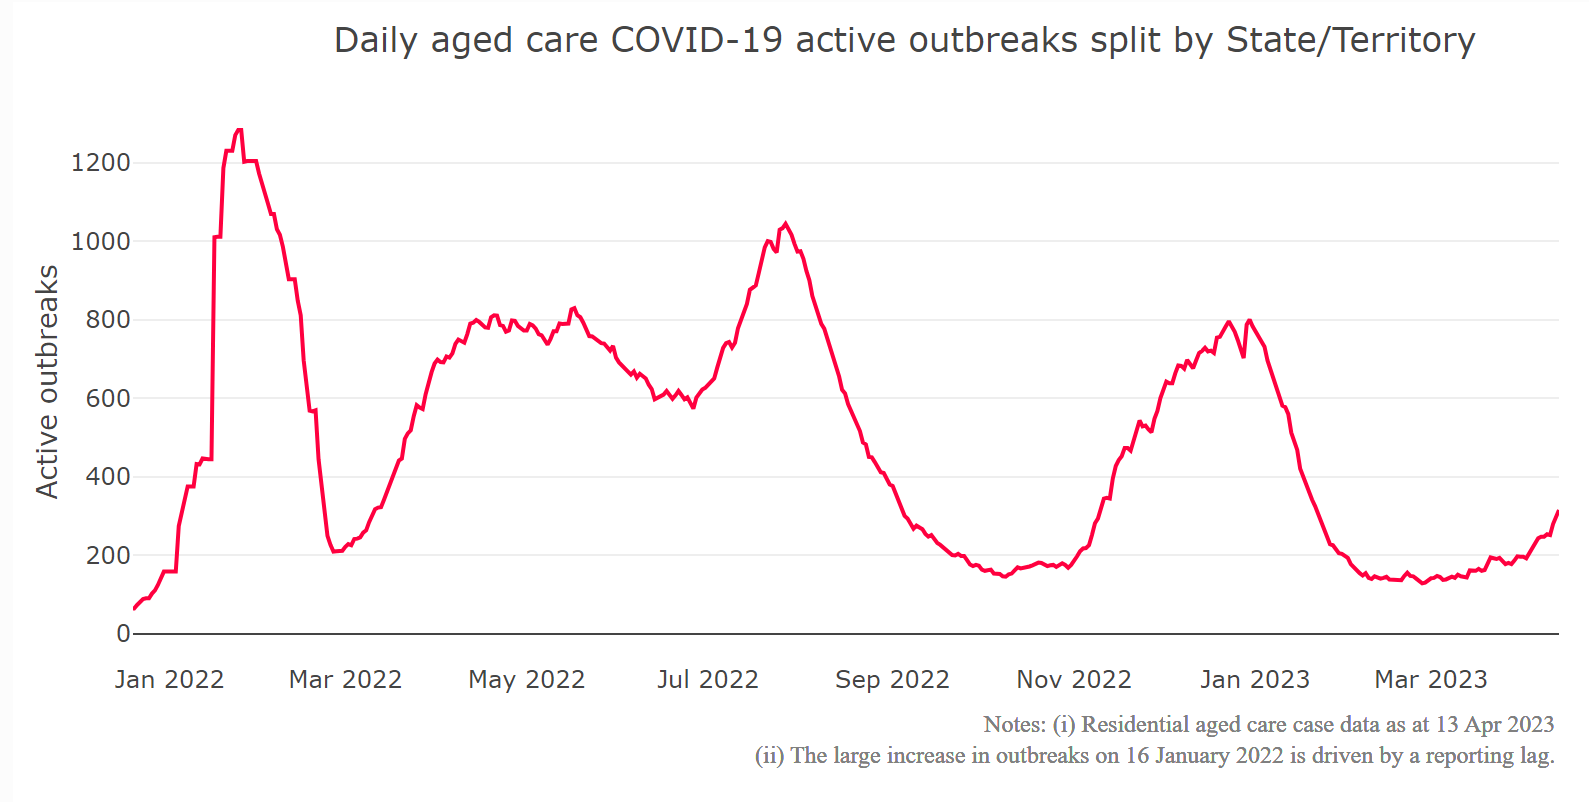 Daily aged care COVID-19 active outbreaks split by State/Territory
Active outbreaks
1200
1000
800
600
400
200
0
Jan 2022 Mar 2022 May 2022 Jul 2022 Sep 2022 Nov 2022 Jan 2023 Mar 2023
Notes: (i) Residential aged care case data as at 13 Apr 2023
(ii) The large increase in outbreaks on 16 January 2022 is driven by a reporting lag.